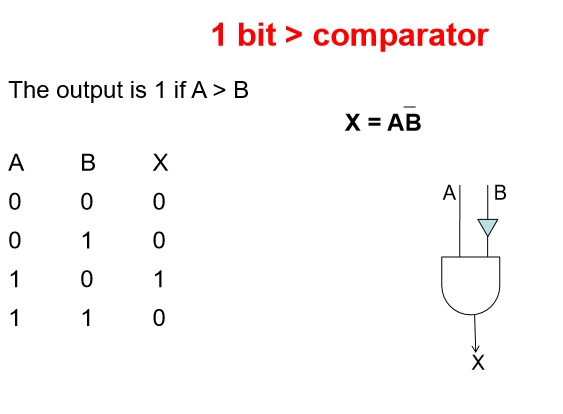 1 bit > comparator
The output is 1 if A > B
X = AB̅
A B X
0 0 0
0 1 0
1 0 1
1 1 0
A B
X